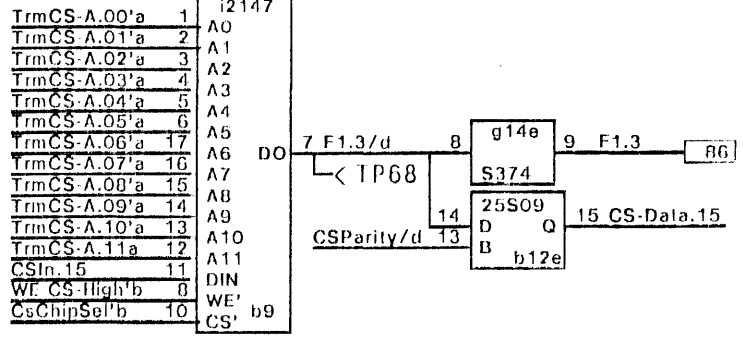 i2147
TrmCS-A.00'a 1 A0
TrmCS-A.01'a 2 A1
TrmCS-A.02'a 3 A2
TrmCS-A.03'a 4 A3
TrmCS-A.04'a 5 A4
TrmCS-A.05'a 6 A5
TrmCS-A.06'a 17 A6 DO 7 F1.3/d 8 g14e 9 F1.3 86
TrmCS-A.07'a 16 A7 < TP68 S374
TrmCS-A.08'a 15 A8 25S09
TrmCS-A.09'a 14 A9 14 D Q 15 CS-Data.15
TrmCS-A.10'a 13 A10 CSParity/d 13 B
TrmCS-A.11a 12 A11 b12e
CSIn.15 11 DIN
WE CS-High'b 8 WE'
CsChipSel'b 10 CS' b9